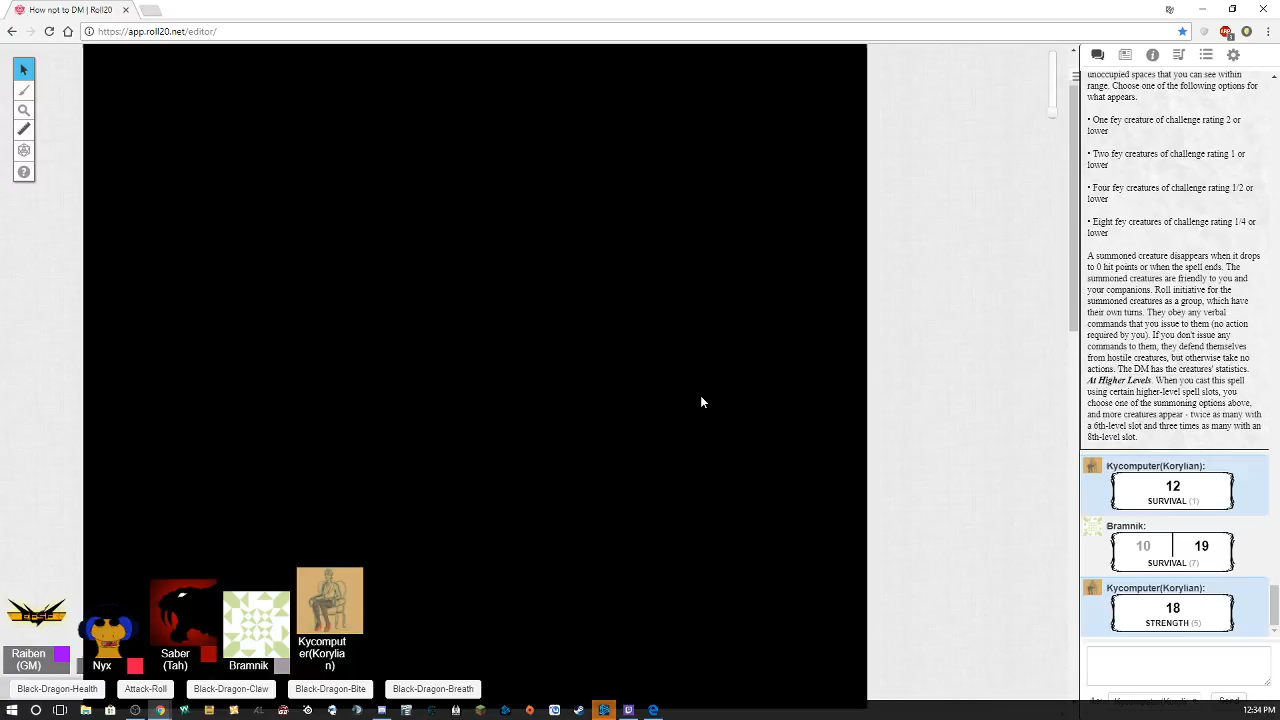 How not to DM | Roll20
https://app.roll20.net/editor/
unoccupied spaces that you can see within
range. Choose one of the following options for
what appears.
• One fey creature of challenge rating 2 or
lower
• Two fey creatures of challenge rating 1 or
lower
• Four fey creatures of challenge rating 1/2 or
lower
• Eight fey creatures of challenge rating 1/4 or
lower
A summoned creature disappears when it drops
to 0 hit points or when the spell ends. The
summoned creatures are friendly to you and
your companions. Roll initiative for the
summoned creatures as a group, which have
their own turns. They obey any verbal
commands that you issue to them (no action
required by you). If you don't issue any
commands to them, they defend themselves
from hostile creatures, but otherwise take no
actions. The DM has the creatures' statistics.
At Higher Levels. When you cast this spell
using certain higher-level spell slots, you
choose one of the summoning options above,
and more creatures appear - twice as many with
a 6th-level slot and three times as many with an
8th-level slot.
Kycomputer(Korylian):
12
SURVIVAL (1)
Bramnik:
10 19
SURVIVAL (7)
Kycomputer(Korylian):
18
STRENGTH (5)
Raiben
(GM)
Nyx
Saber
(Tah)
Bramnik
Kycomput
er(Korylia
n)
Black-Dragon-Health
Attack-Roll
Black-Dragon-Claw
Black-Dragon-Bite
Black-Dragon-Breath
12:34 PM